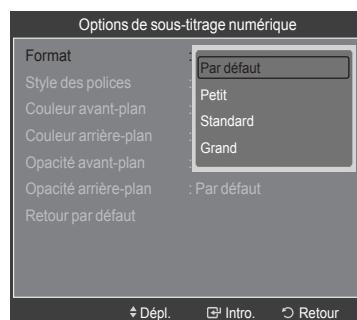 Options de sous-titrage numérique
Format :
Par défaut
Petit
Standard
Grand
Style des polices :
Couleur avant-plan :
Couleur arrière-plan :
Opacité avant-plan :
Opacité arrière-plan : Par défaut
Retour par défaut
Dépl. Intro. Retour